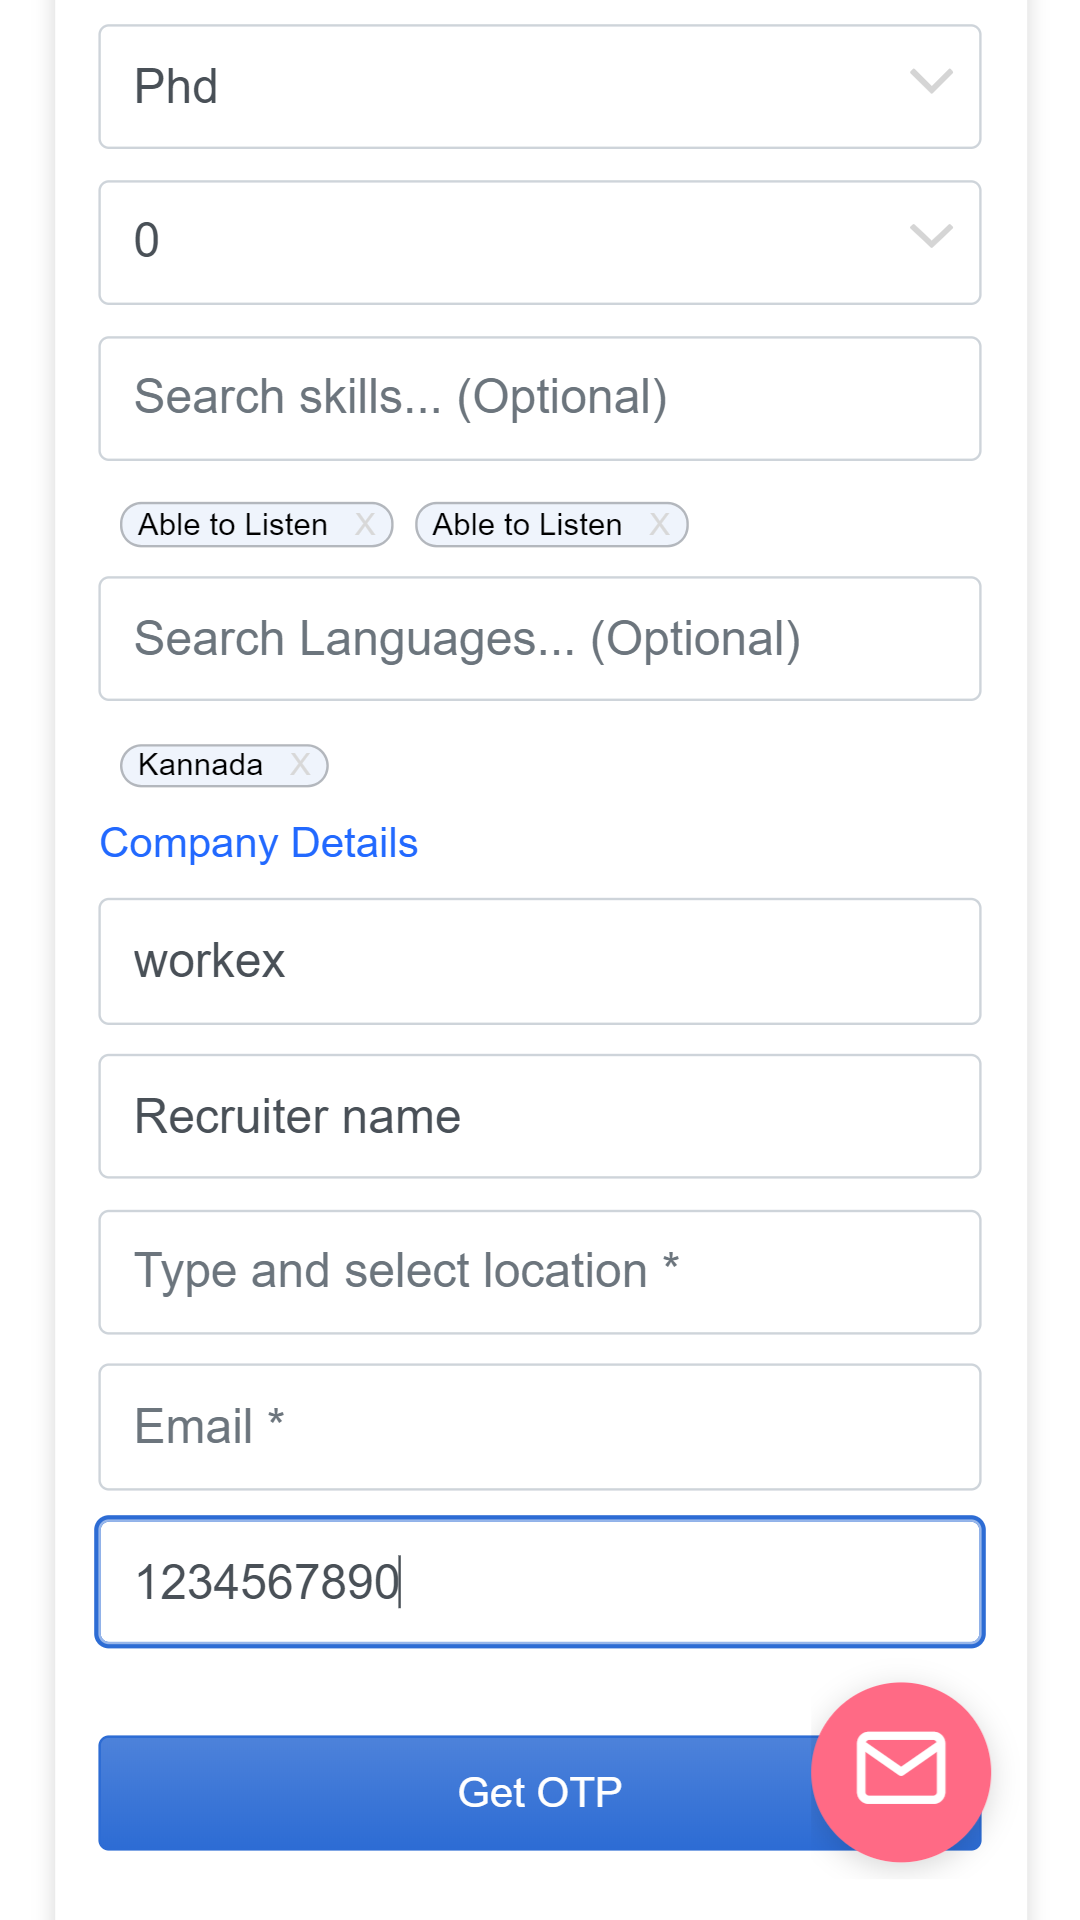 Phd
0
Search skills... (Optional)
Able to Listen X Able to Listen X
Search Languages... (Optional)
Kannada X
Company Details
workex
Recruiter name
Type and select location *
Email *
1234567890
Get OTP